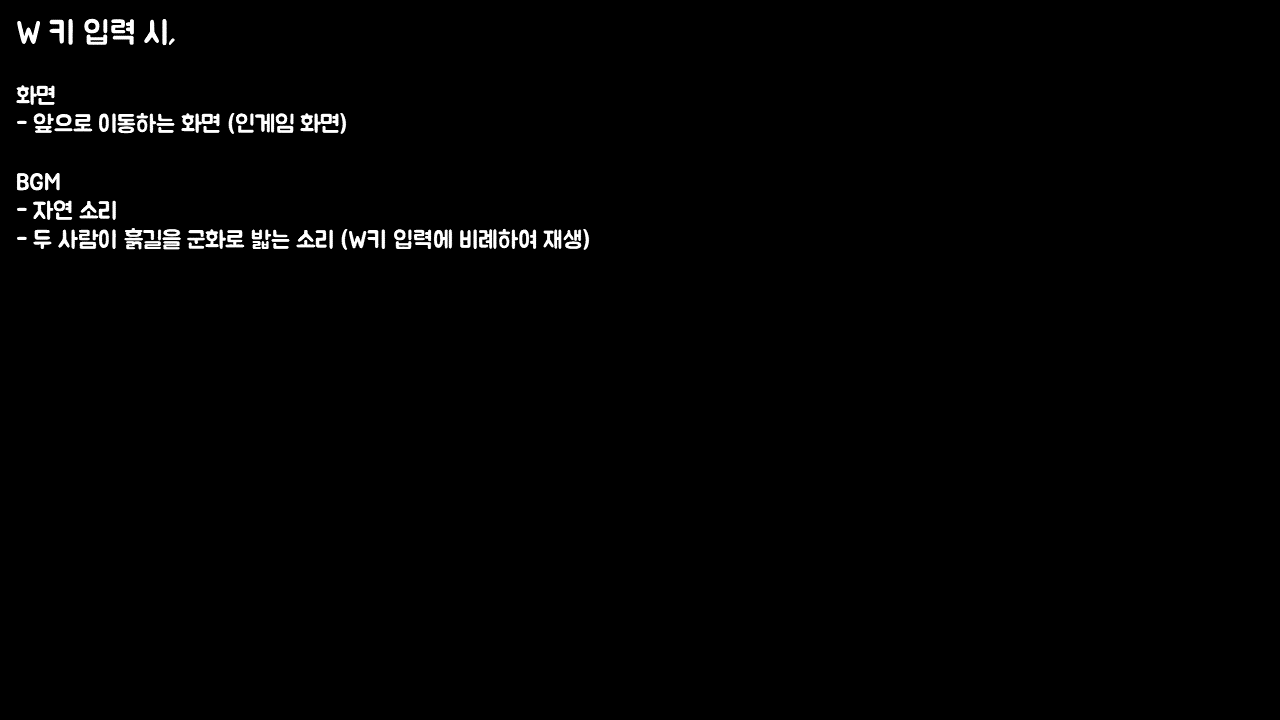 W 키 입력 시,
화면
- 앞으로 이동하는 화면 (인게임 화면)
BGM
- 자연 소리
- 두 사람이 흙길을 군화로 밟는 소리 (W키 입력에 비례하여 재생)